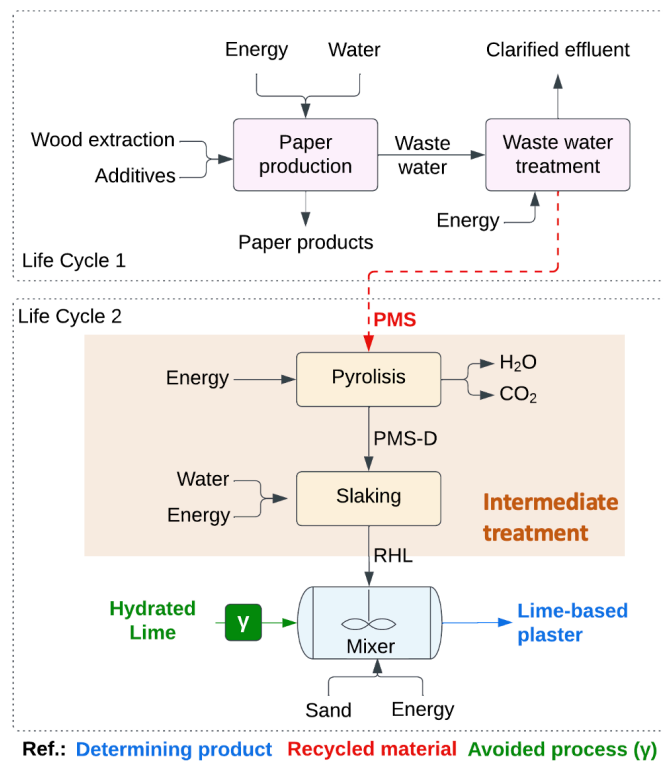 Energy
Water
Clarified effluent
Wood extraction
Additives
Paper
production
Waste
water
Waste water
treatment
Energy
Paper products
Life Cycle 1
Life Cycle 2
PMS
Energy
Pyrolisis
H₂O
CO₂
PMS-D
Water
Energy
Slaking
Intermediate
treatment
RHL
Hydrated
Lime
γ
Mixer
Lime-based
plaster
Sand
Energy
Ref.: Determining product Recycled material Avoided process (γ)